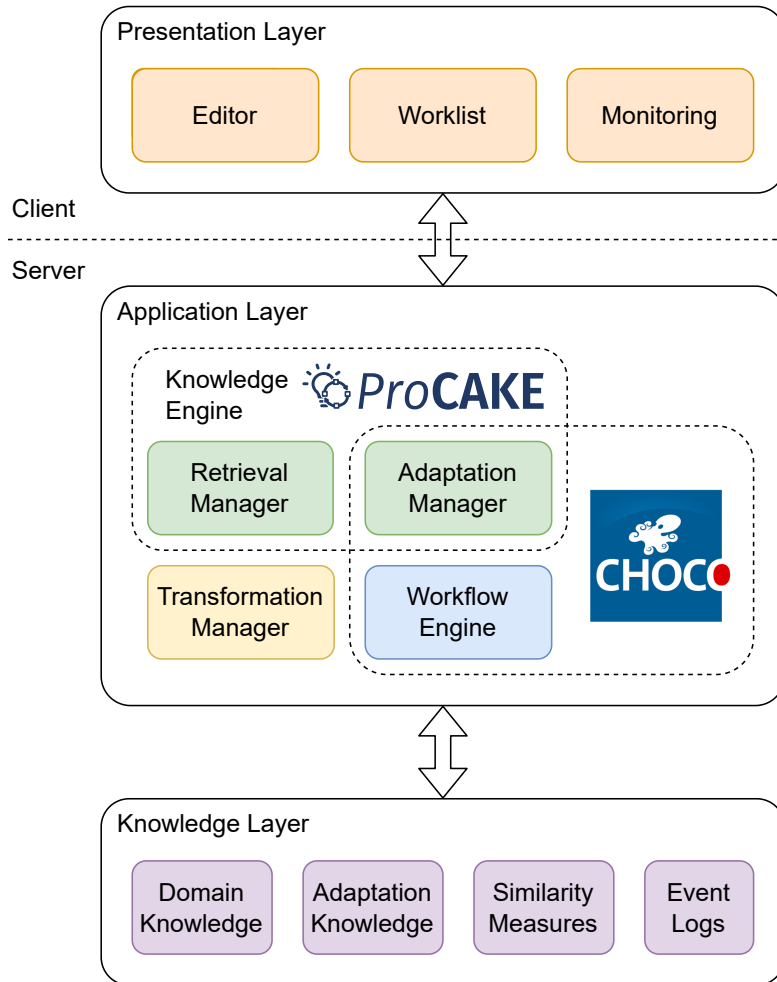 Presentation Layer
Editor
Worklist
Monitoring
Client
Server
Application Layer
Knowledge
Engine
ProCAKE
Retrieval
Manager
Adaptation
Manager
CHOCO
Transformation
Manager
Workflow
Engine
Knowledge Layer
Domain
Knowledge
Adaptation
Knowledge
Similarity
Measures
Event
Logs